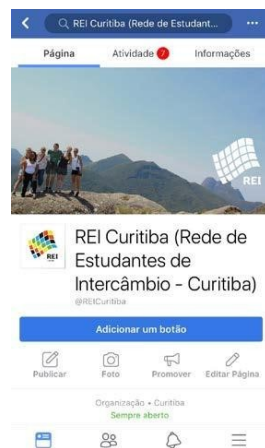 REI Curitiba (Rede de Estudant...
Página Atividade 7 Informações
REI
REI
REI Curitiba (Rede de
Estudantes de
Intercâmbio - Curitiba)
@REICuritiba
Adicionar um botão
Publicar Foto Promover Editar Página
Organização • Curitiba
Sempre aberto